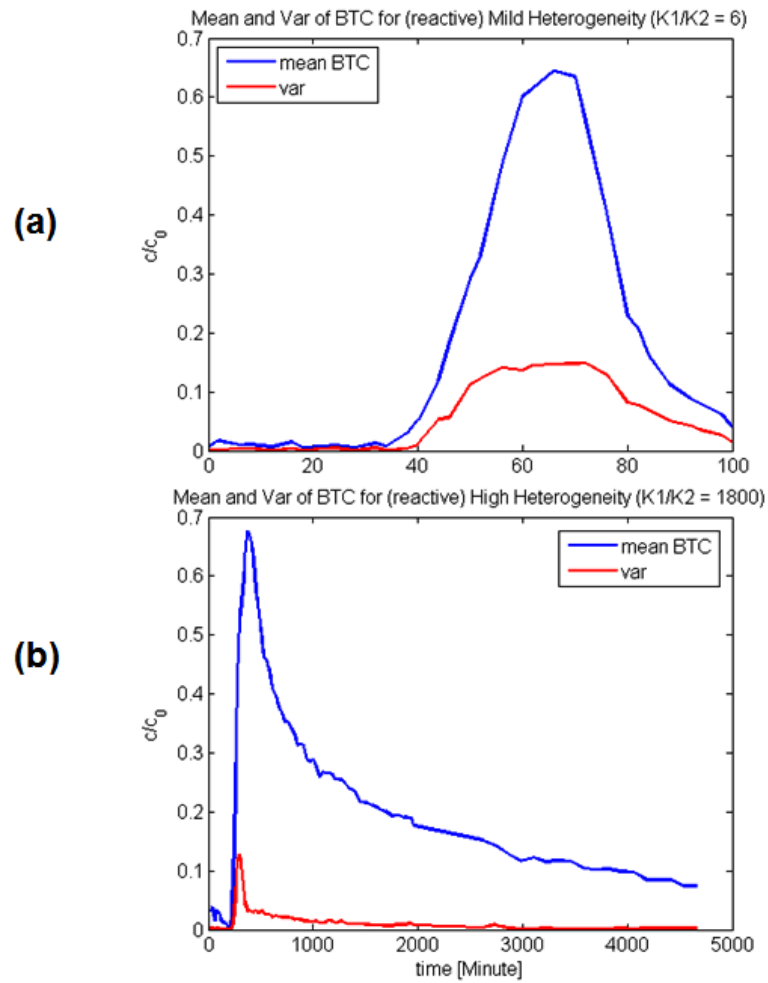 (a)
Mean and Var of BTC for (reactive) Mild Heterogeneity (K1/K2 = 6)
mean BTC
var
c/c0
0.7
0.6
0.5
0.4
0.3
0.2
0.1
0
0 20 40 60 80 100
(b)
Mean and Var of BTC for (reactive) High Heterogeneity (K1/K2 = 1800)
mean BTC
var
c/c0
0.7
0.6
0.5
0.4
0.3
0.2
0.1
0
0 1000 2000 3000 4000 5000
time [Minute]